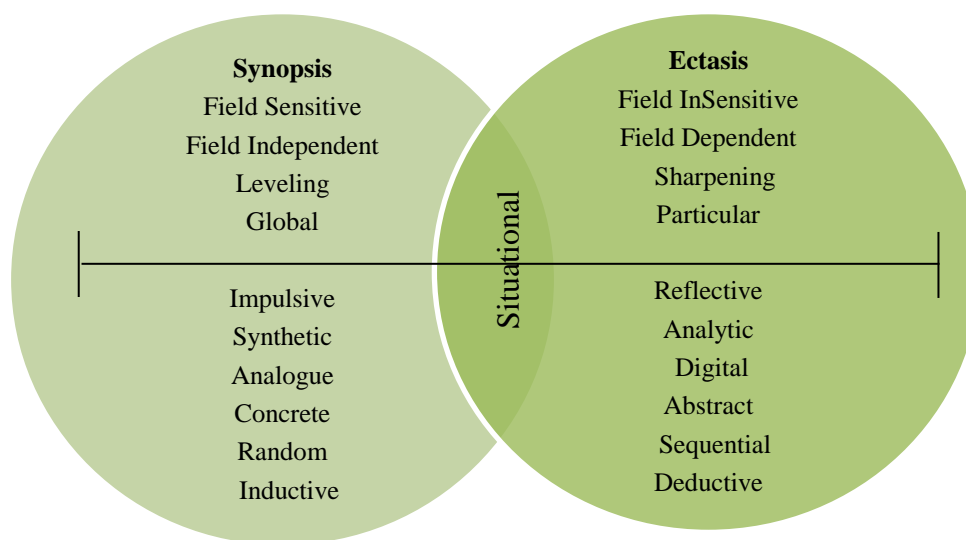 Synopsis
Field Sensitive
Field Independent
Leveling
Global
Impulsive
Synthetic
Analogue
Concrete
Random
Inductive
Situational
Ectasis
Field InSensitive
Field Dependent
Sharpening
Particular
Reflective
Analytic
Digital
Abstract
Sequential
Deductive